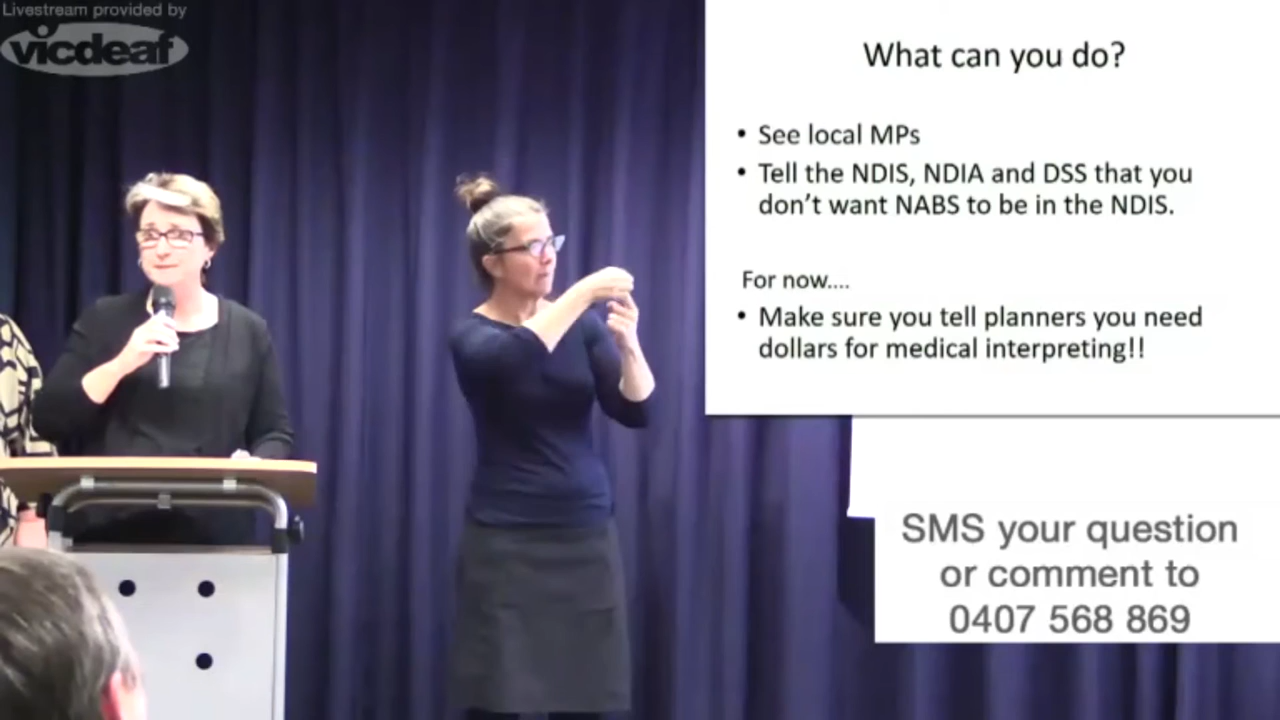 Livestream provided by
vicdeaf
What can you do?
• See local MPs
• Tell the NDIS, NDIA and DSS that you
don't want NABS to be in the NDIS.
For now....
• Make sure you tell planners you need
dollars for medical interpreting!!
SMS your question
or comment to
0407 568 869